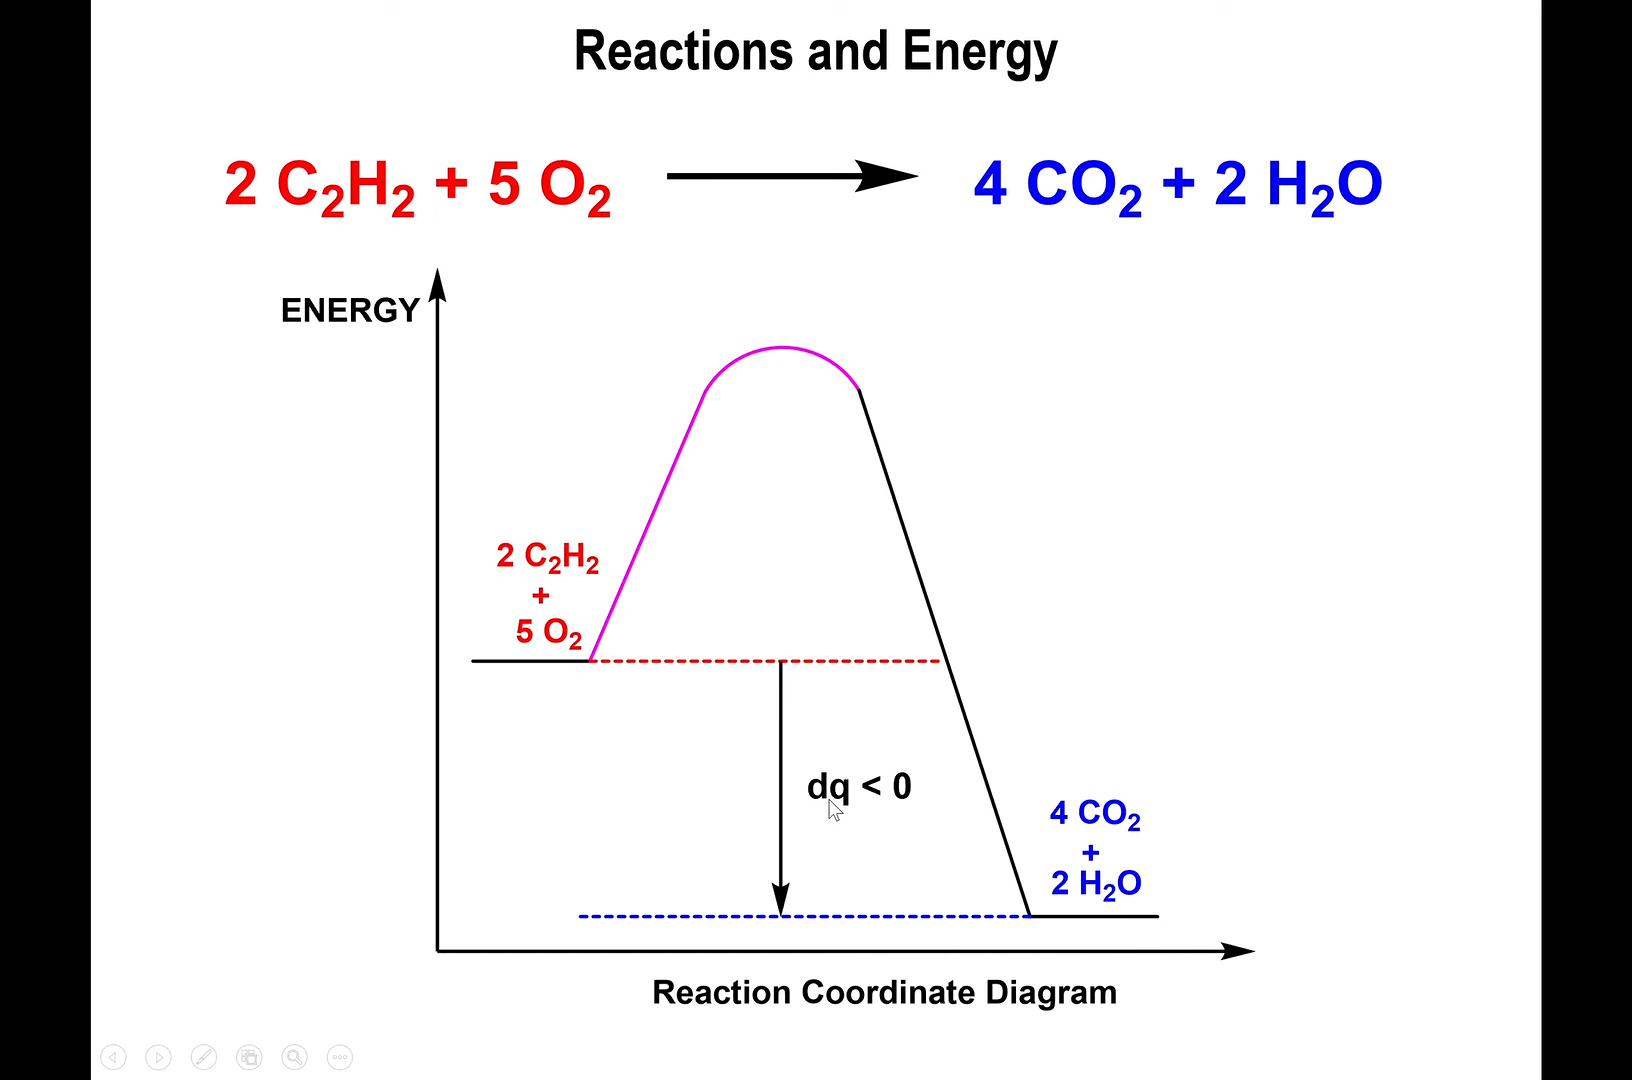 Reactions and Energy
2 C₂H₂ + 5 O₂ → 4 CO₂ + 2 H₂O
ENERGY
2 C₂H₂
+
5 O₂
dq < 0
4 CO₂
+
2 H₂O
Reaction Coordinate Diagram